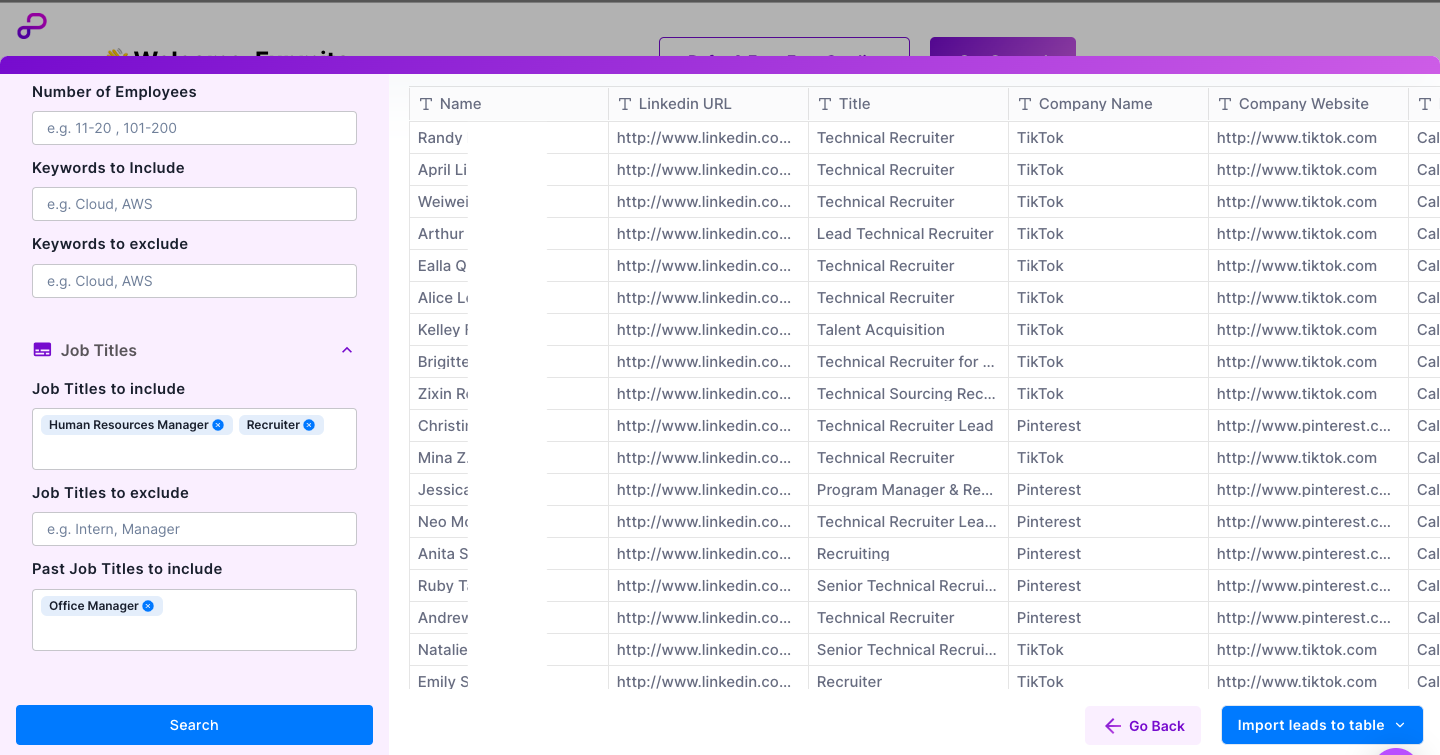 Number of Employees
e.g. 11-20 , 101-200
Keywords to Include
e.g. Cloud, AWS
Keywords to exclude
e.g. Cloud, AWS
Job Titles
Job Titles to include
Human Resources Manager Recruiter
Job Titles to exclude
e.g. Intern, Manager
Past Job Titles to include
Office Manager
Search
Name Linkedin URL Title Company Name Company Website
Randy http://www.linkedin.co... Technical Recruiter TikTok http://www.tiktok.com Cal
April Li http://www.linkedin.co... Technical Recruiter TikTok http://www.tiktok.com Cal
Weiwei http://www.linkedin.co... Technical Recruiter TikTok http://www.tiktok.com Cal
Arthur http://www.linkedin.co... Lead Technical Recruiter TikTok http://www.tiktok.com Cal
Ealla Q http://www.linkedin.co... Technical Recruiter TikTok http://www.tiktok.com Cal
Alice http://www.linkedin.co... Technical Recruiter TikTok http://www.tiktok.com Cal
Kelley http://www.linkedin.co... Talent Acquisition TikTok http://www.tiktok.com Cal
Brigitte http://www.linkedin.co... Technical Recruiter for ... TikTok http://www.tiktok.com Cal
Zixin http://www.linkedin.co... Technical Sourcing Rec... TikTok http://www.tiktok.com Cal
Christin http://www.linkedin.co... Technical Recruiter Lead Pinterest http://www.pinterest.c... Cal
Mina Z. http://www.linkedin.co... Technical Recruiter TikTok http://www.tiktok.com Cal
Jessica http://www.linkedin.co... Program Manager & Re... Pinterest http://www.pinterest.c... Cal
Neo Mc http://www.linkedin.co... Technical Recruiter Lea... Pinterest http://www.pinterest.c... Cal
Anita S http://www.linkedin.co... Recruiting Pinterest http://www.pinterest.c... Cal
Ruby http://www.linkedin.co... Senior Technical Recrui... Pinterest http://www.pinterest.c... Cal
Andrew http://www.linkedin.co... Technical Recruiter Pinterest http://www.pinterest.c... Cal
Natalie http://www.linkedin.co... Senior Technical Recrui... TikTok http://www.tiktok.com Cal
Emily S http://www.linkedin.co... Recruiter TikTok http://www.tiktok.com Cal
Go Back Import leads to table